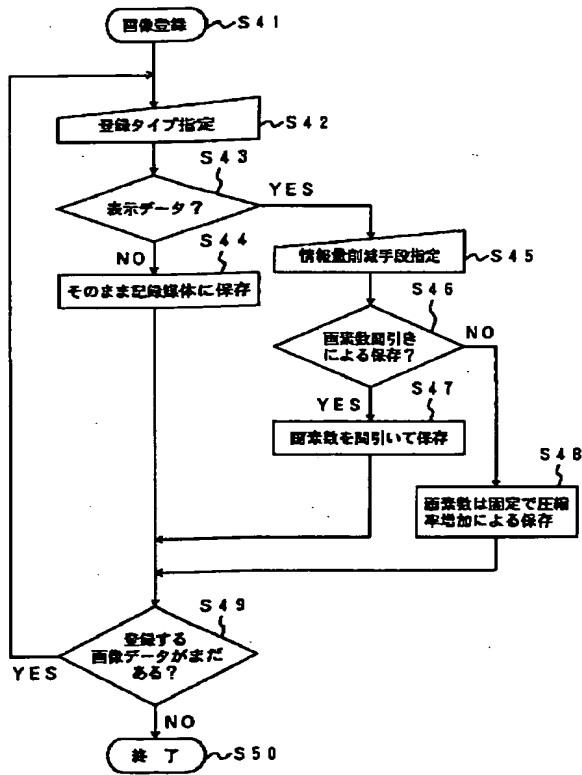 画像登録
S41
登録タイプ指定
S42
S43
表示データ?
YES
NO
S44
そのまま記録媒体に保存
情報量削減手段指定
S45
S46
画素数間引き
による保存?
NO
YES
S47
画素数を間引いて保存
S48
画素数は固定で圧縮
率増加による保存
S49
登録する
画像データがまだ
ある?
YES
NO
終了
S50